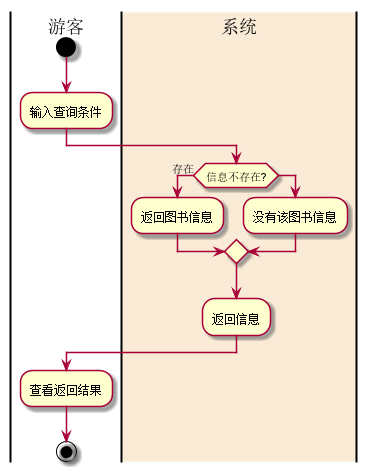 游客
系统
输入查询条件
存在
信息不存在?
返回图书信息
没有该图书信息
返回信息
查看返回结果